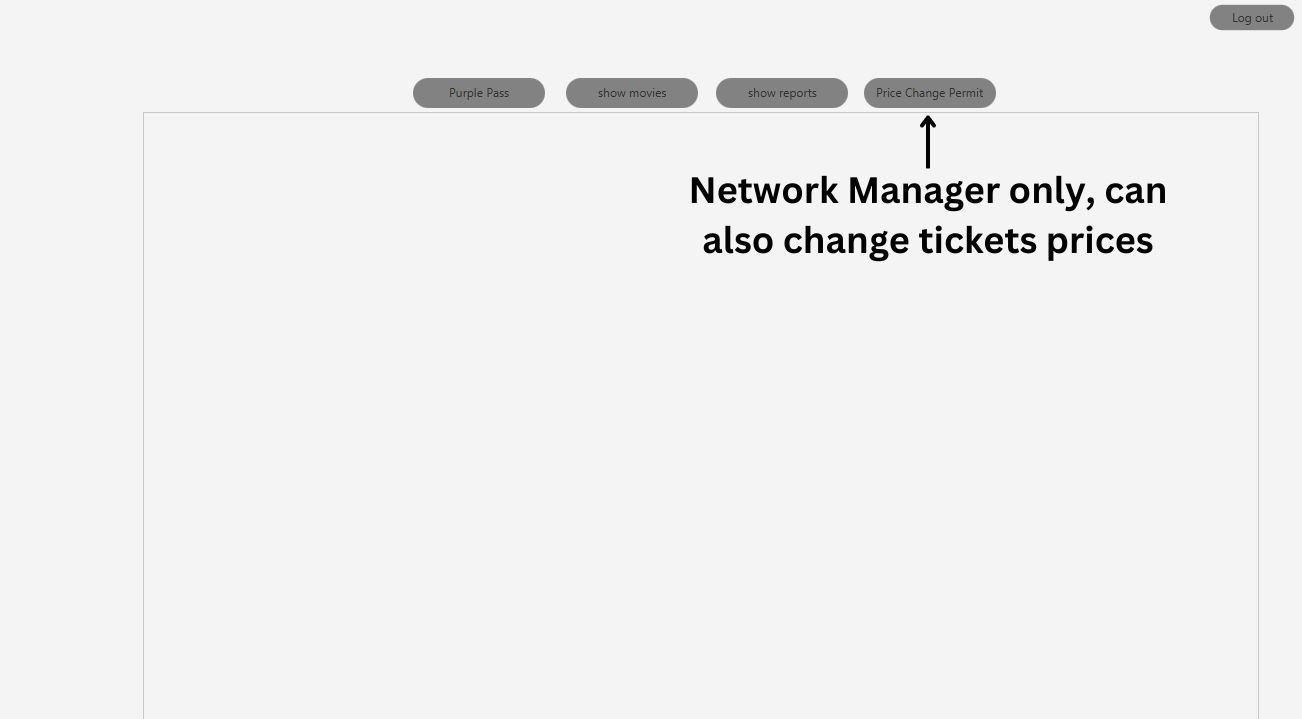 Log out
Purple Pass show movies show reports Price Change Permit
Network Manager only, can
also change tickets prices